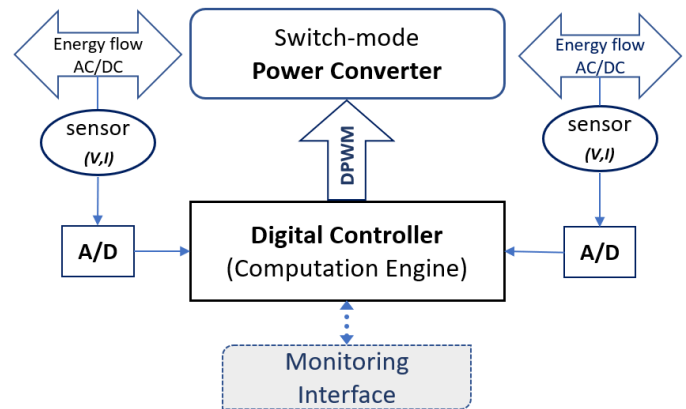 Energy flow
AC/DC
Switch-mode
Power Converter
Energy flow
AC/DC
sensor
(V,I)
DPWM
sensor
(V,I)
A/D
Digital Controller
(Computation Engine)
A/D
Monitoring
Interface